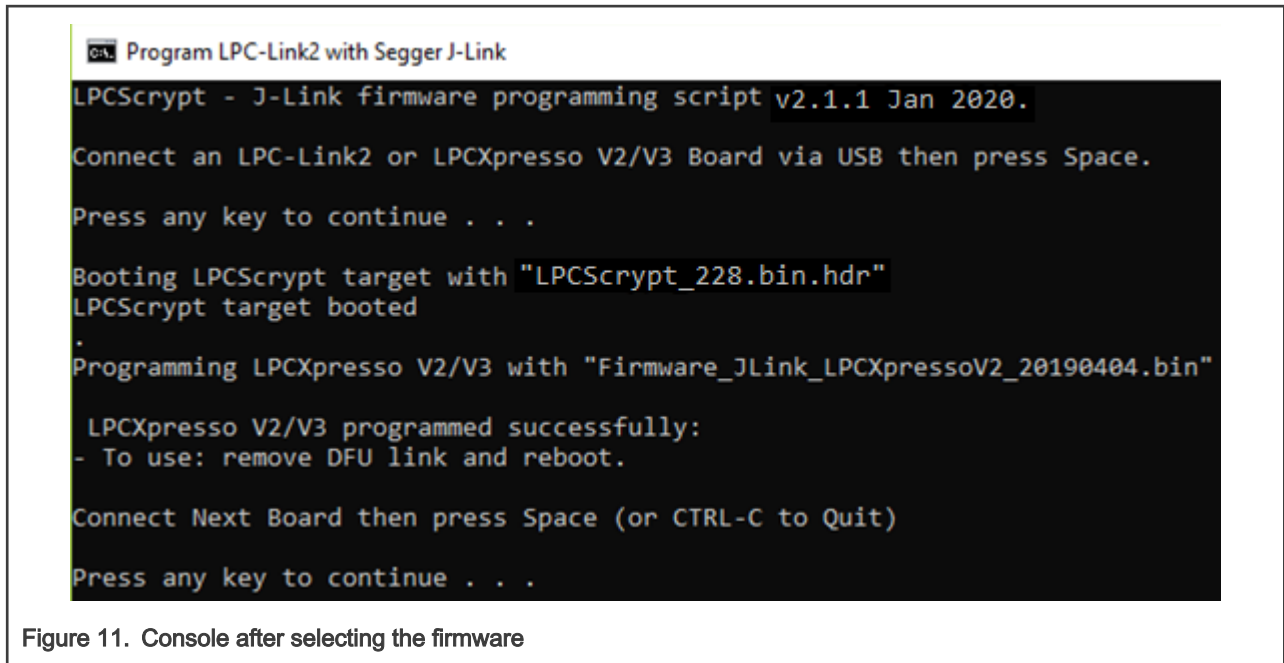 Program LPC-Link2 with Segger J-Link
LPCScrypt - J-Link firmware programming script v2.1.1 Jan 2020.
Connect an LPC-Link2 or LPCXpresso V2/V3 Board via USB then press Space.
Press any key to continue . . .
Booting LPCScrypt target with "LPCScrypt_228.bin.hdr"
LPCScrypt target booted
.
Programming LPCXpresso V2/V3 with "Firmware_JLink_LPCXpressoV2_20190404.bin"
LPCXpresso V2/V3 programmed successfully:
- To use: remove DFU link and reboot.
Connect Next Board then press Space (or CTRL-C to Quit)
Press any key to continue . . .
Figure 11. Console after selecting the firmware